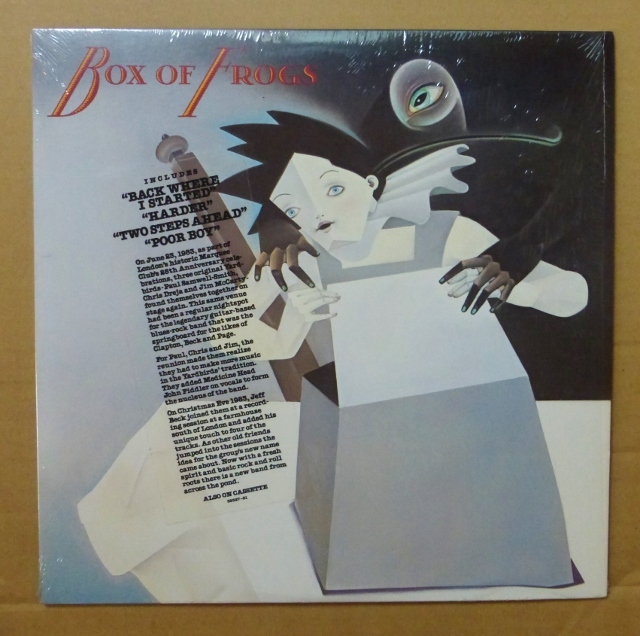 BOX OF FROGS
INCLUDES
"BACK WHERE
I STARTED"
"HARDER"
"TWO STEPS AHEAD"
"POOR BOY"
On June 23, 1983, as part of
London's historic Marquee
Club's 25th Anniversary cele-
brations, three original Yard-
birds-Paul Samwell-Smith,
Chris Dreja and Jim McCarty-
found themselves together on
stage again. This same venue
had been a regular nightspot
for the legendary guitar-based
blues-rock band that was the
springboard for the likes of
Clapton, Beck and Page.
For Paul, Chris and Jim, the
reunion made them realize
they had to make more music
in the Yardbirds' tradition.
They added Medicine Head
John Fiddler on vocals to form
the nucleus of the band.
On Christmas Eve 1983, Jeff
Beck joined them at a record-
ing session at a farmhouse
south of London and added his
unique touch to four of the
tracks. As other old friends
jumped into the sessions the
idea for the group's new name
came about. Now with a fresh
spirit and basic rock and roll
roots there is a new band from
across the pond.
ALSO ON CASSETTE